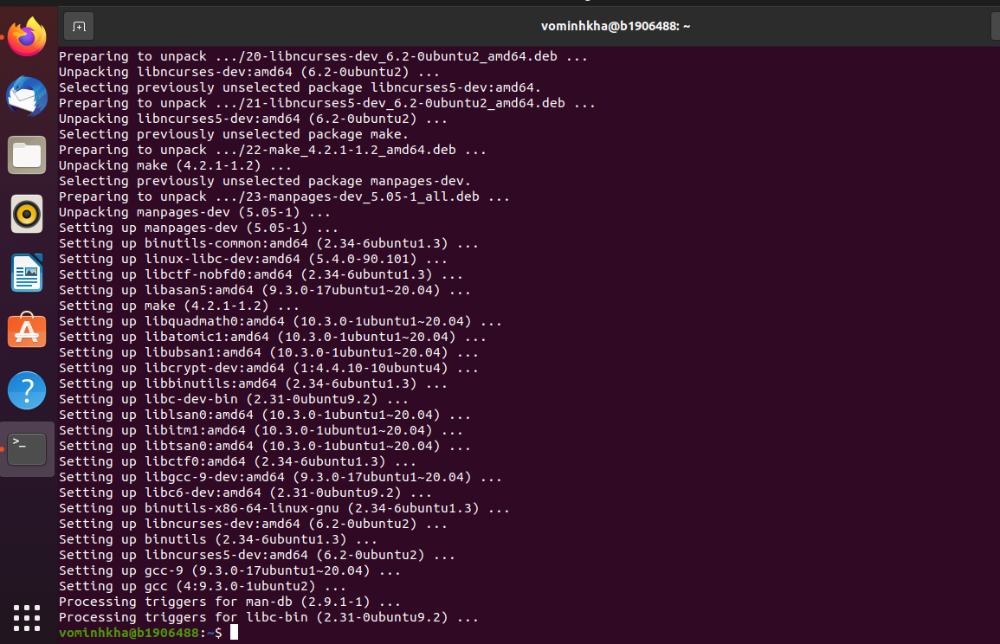 vominhkha@b1906488: ~
Preparing to unpack .../20-libncurses-dev_6.2-0ubuntu2_amd64.deb ...
Unpacking libncurses-dev:amd64 (6.2-0ubuntu2) ...
Selecting previously unselected package libncurses5-dev:amd64.
Preparing to unpack .../21-libncurses5-dev_6.2-0ubuntu2_amd64.deb ...
Unpacking libncurses5-dev:amd64 (6.2-0ubuntu2) ...
Selecting previously unselected package make.
Preparing to unpack .../22-make_4.2.1-1.2_amd64.deb ...
Unpacking make (4.2.1-1.2) ...
Selecting previously unselected package manpages-dev.
Preparing to unpack .../23-manpages-dev_5.05-1_all.deb ...
Unpacking manpages-dev (5.05-1) ...
Setting up manpages-dev (5.05-1) ...
Setting up binutils-common:amd64 (2.34-6ubuntu1.3) ...
Setting up linux-libc-dev:amd64 (5.4.0-90.101) ...
Setting up libctf-nobfd0:amd64 (2.34-6ubuntu1.3) ...
Setting up libasan5:amd64 (9.3.0-17ubuntu1~20.04) ...
Setting up make (4.2.1-1.2) ...
Setting up libquadmath0:amd64 (10.3.0-1ubuntu1~20.04) ...
Setting up libatomic1:amd64 (10.3.0-1ubuntu1~20.04) ...
Setting up libubsan1:amd64 (10.3.0-1ubuntu1~20.04) ...
Setting up libcrypt-dev:amd64 (1:4.4.10-10ubuntu4) ...
Setting up libbinutils:amd64 (2.34-6ubuntu1.3) ...
Setting up libc-dev-bin (2.31-0ubuntu9.2) ...
Setting up liblsan0:amd64 (10.3.0-1ubuntu1~20.04) ...
Setting up libitm1:amd64 (10.3.0-1ubuntu1~20.04) ...
Setting up libtsan0:amd64 (10.3.0-1ubuntu1~20.04) ...
Setting up libctf0:amd64 (2.34-6ubuntu1.3) ...
Setting up libgcc-9-dev:amd64 (9.3.0-17ubuntu1~20.04) ...
Setting up libc6-dev:amd64 (2.31-0ubuntu9.2) ...
Setting up binutils-x86-64-linux-gnu (2.34-6ubuntu1.3) ...
Setting up libncurses-dev:amd64 (6.2-0ubuntu2) ...
Setting up binutils (2.34-6ubuntu1.3) ...
Setting up libncurses5-dev:amd64 (6.2-0ubuntu2) ...
Setting up gcc-9 (9.3.0-17ubuntu1~20.04) ...
Setting up gcc (4:9.3.0-1ubuntu2) ...
Processing triggers for man-db (2.9.1-1) ...
Processing triggers for libc-bin (2.31-0ubuntu9.2) ...
vominhkha@b1906488:~$